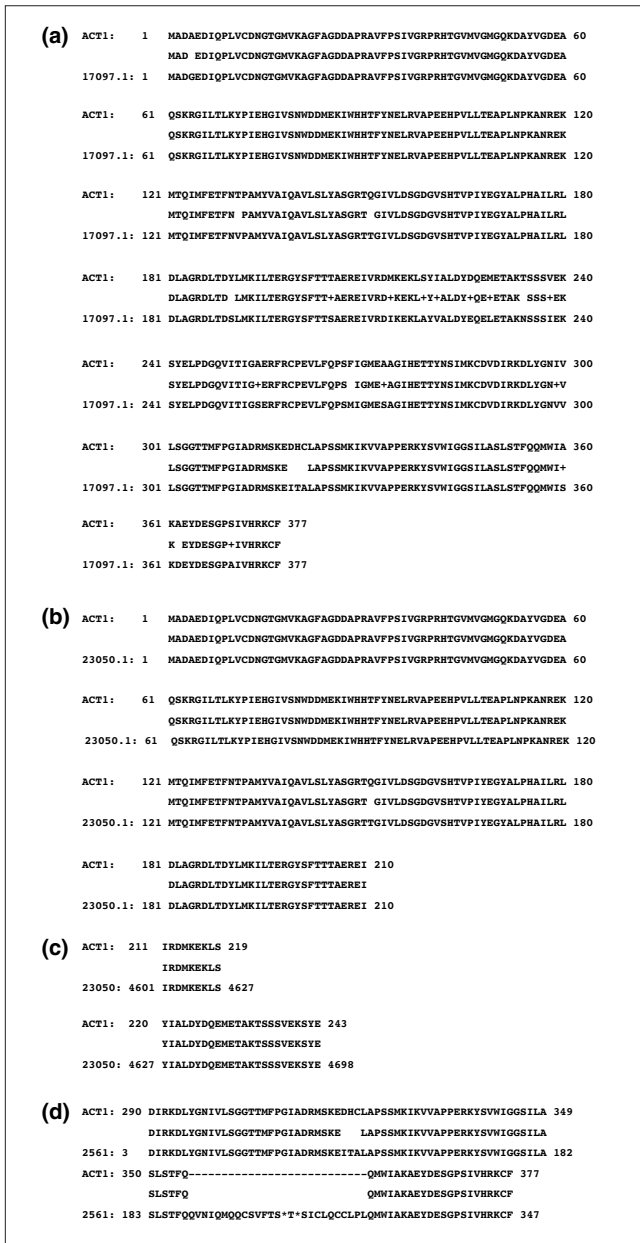 (a) ACT1: 1 MADAEDIQPLVCDNGTGMVKAGFAGDDAPRAVFPSIVGRPRHTGVMVGMGQKDAYVGDEA 60
MAD EDIQPLVCDNGTGMVKAGFAGDDAPRAVFPSIVGRPRHTGVMVGMGQKDAYVGDEA
17097.1: 1 MADGEDIQPLVCDNGTGMVKAGFAGDDAPRAVFPSIVGRPRHTGVMVGMGQKDAYVGDEA 60
ACT1: 61 QSKRGILTLKYPIEHGIVSNWDDMEKIWHHTFYNELRVAPEEHPVLLTEAPLNPKANREK 120
QSKRGILTLKYPIEHGIVSNWDDMEKIWHHTFYNELRVAPEEHPVLLTEAPLNPKANREK
17097.1: 61 QSKRGILTLKYPIEHGIVSNWDDMEKIWHHTFYNELRVAPEEHPVLLTEAPLNPKANREK 120
ACT1: 121 MTQIMFETFNTPAMYVAIQAVLSLYASGRTQGIVLDSGDGVSHTVPIYEGYALPHAILRL 180
MTQIMFETFN PAMYVAIQAVLSLYASGRT GIVLDSGDGVSHTVPIYEGYALPHAILRL
17097.1: 121 MTQIMFETFNVPAMYVAIQAVLSLYASGRTTGIVLDSGDGVSHTVPIYEGYALPHAILRL 180
ACT1: 181 DLAGRDLTDYLMKILTERGYSFTTTAEREIVRDMKEKLSYIALDYDQEMETAKTSSSVEK 240
DLAGRDLTD LMKILTERGYSFTT+AEREIVRD+KEKL+Y+ALDY+QE+ETAK SSS+EK
17097.1: 181 DLAGRDLTDSLMKILTERGYSFTTSAEREIVRDIKEKLAYVALDYEQELETAKNSSSIEK 240
ACT1: 241 SYELPDGQVITIGAERFRCPEVLFQPSFIGMEAAGIHETTYNSIMKCDVDIRKDLYGNIV 300
SYELPDGQVITIG+ERFRCPEVLFQPS IGME+AGIHETTYNSIMKCDVDIRKDLYGN+V
17097.1: 241 SYELPDGQVITIGSERFRCPEVLFQPSMIGMESAGIHETTYNSIMKCDVDIRKDLYGNVV 300
ACT1: 301 LSGGTTMFPGIADRMSKEDHCLAPSSMKIKVVAPPERKYSVWIGGSILASLSTFQQMWIA 360
LSGGTTMFPGIADRMSKE   LAPSSMKIKVVAPPERKYSVWIGGSILASLSTFQQMWI+
17097.1: 301 LSGGTTMFPGIADRMSKEITALAPSSMKIKVVAPPERKYSVWIGGSILASLSTFQQMWIS 360
ACT1: 361 KAEYDESGPSIVHRKCF 377
K EYDESGP+IVHRKCF
17097.1: 361 KDEYDESGPAIVHRKCF 377
(b) ACT1: 1 MADAEDIQPLVCDNGTGMVKAGFAGDDAPRAVFPSIVGRPRHTGVMVGMGQKDAYVGDEA 60
MADAEDIQPLVCDNGTGMVKAGFAGDDAPRAVFPSIVGRPRHTGVMVGMGQKDAYVGDEA
23050.1: 1 MADAEDIQPLVCDNGTGMVKAGFAGDDAPRAVFPSIVGRPRHTGVMVGMGQKDAYVGDEA 60
ACT1: 61 QSKRGILTLKYPIEHGIVSNWDDMEKIWHHTFYNELRVAPEEHPVLLTEAPLNPKANREK 120
QSKRGILTLKYPIEHGIVSNWDDMEKIWHHTFYNELRVAPEEHPVLLTEAPLNPKANREK
23050.1: 61 QSKRGILTLKYPIEHGIVSNWDDMEKIWHHTFYNELRVAPEEHPVLLTEAPLNPKANREK 120
ACT1: 121 MTQIMFETFNTPAMYVAIQAVLSLYASGRTQGIVLDSGDGVSHTVPIYEGYALPHAILRL 180
MTQIMFETFNTPAMYVAIQAVLSLYASGRT GIVLDSGDGVSHTVPIYEGYALPHAILRL
23050.1: 121 MTQIMFETFNTPAMYVAIQAVLSLYASGRTTGIVLDSGDGVSHTVPIYEGYALPHAILRL 180
ACT1: 181 DLAGRDLTDYLMKILTERGYSFTTTAEREI 210
DLAGRDLTDYLMKILTERGYSFTTTAEREI
23050.1: 181 DLAGRDLTDYLMKILTERGYSFTTTAEREI 210
(c) ACT1: 211 IRDMKEKLS 219
IRDMKEKLS
23050: 4601 IRDMKEKLS 4627
ACT1: 220 YIALDYDQEMETAKTSSSVEKSYE 243
YIALDYDQEMETAKTSSSVEKSYE
23050: 4627 YIALDYDQEMETAKTSSSVEKSYE 4698
(d) ACT1: 290 DIRKDLYGNIVLSGGTTMFPGIADRMSKEDHCLAPSSMKIKVVAPPERKYSVWIGGSILA 349
DIRKDLYGNIVLSGGTTMFPGIADRMSKE   LAPSSMKIKVVAPPERKYSVWIGGSILA
2561: 3 DIRKDLYGNIVLSGGTTMFPGIADRMSKEITALAPSSMKIKVVAPPERKYSVWIGGSILA 182
ACT1: 350 SLSTFQ---------------------------QMWIAKAEYDESGPSIVHRKCF 377
SLSTFQ                           QMWIAKAEYDESGPSIVHRKCF
2561: 183 SLSTFQQVNIQMQQCSVFTS*T*SICLQCCLPLQMWIAKAEYDESGPSIVHRKCF 347